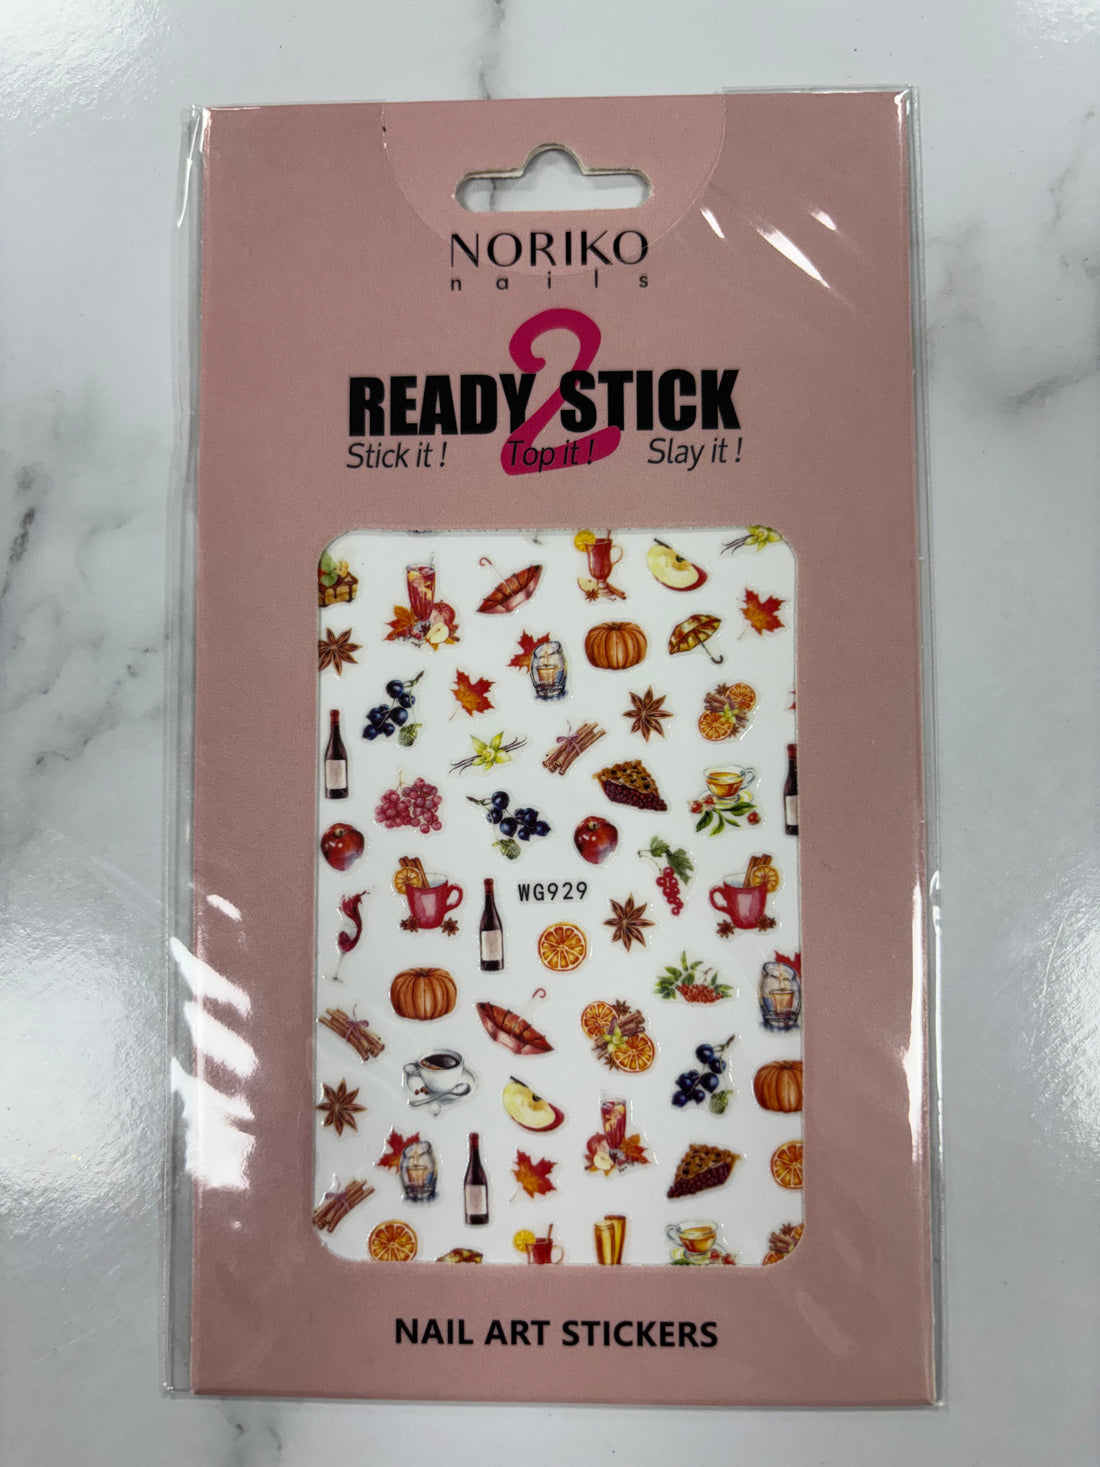 NORIKO
nails
READY 2 STICK
Stick it! Top it! Slay it!
WG929
NAIL ART STICKERS